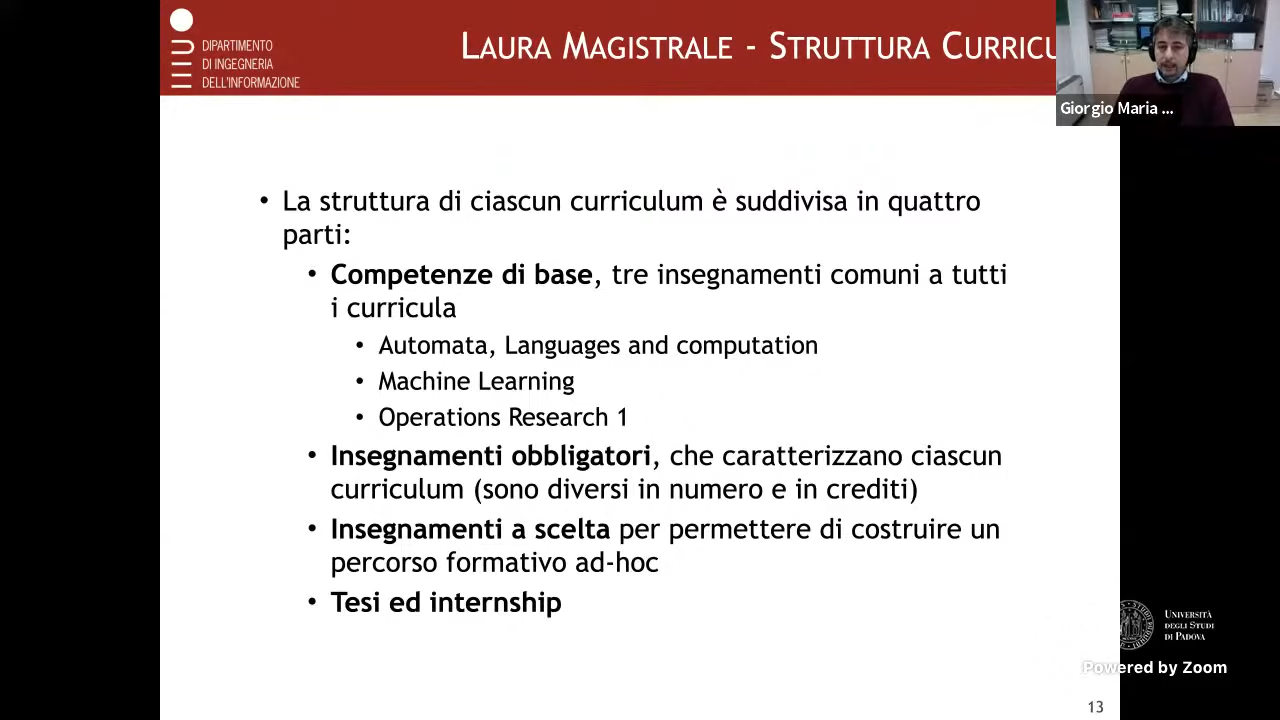 DIPARTIMENTO
DI INGEGNERIA
DELL'INFORMAZIONE
LAURA MAGISTRALE - STRUTTURA CURRICU
Giorgio Maria ...
• La struttura di ciascun curriculum è suddivisa in quattro
parti:
• Competenze di base, tre insegnamenti comuni a tutti
i curricula
• Automata, Languages and computation
• Machine Learning
• Operations Research 1
• Insegnamenti obbligatori, che caratterizzano ciascun
curriculum (sono diversi in numero e in crediti)
• Insegnamenti a scelta per permettere di costruire un
percorso formativo ad-hoc
• Tesi ed internship
UNIVERSITÀ
DEGLI STUDI
DI PADOVA
Powered by Zoom
13